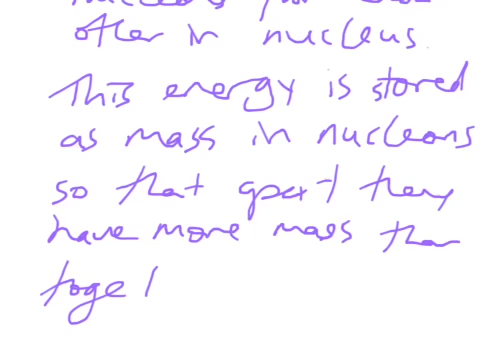 other in nucleus
This energy is stored
as mass in nucleons
so that apart they
have more mass than
toge